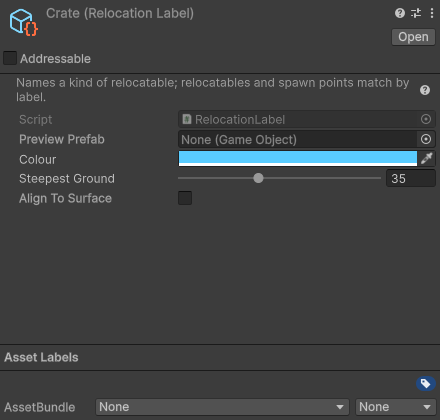 Crate (Relocation Label)
Open
Addressable
Names a kind of relocatable; relocatables and spawn points match by
label.
Script RelocationLabel
Preview Prefab None (Game Object)
Colour
Steepest Ground 35
Align To Surface
Asset Labels
AssetBundle None None